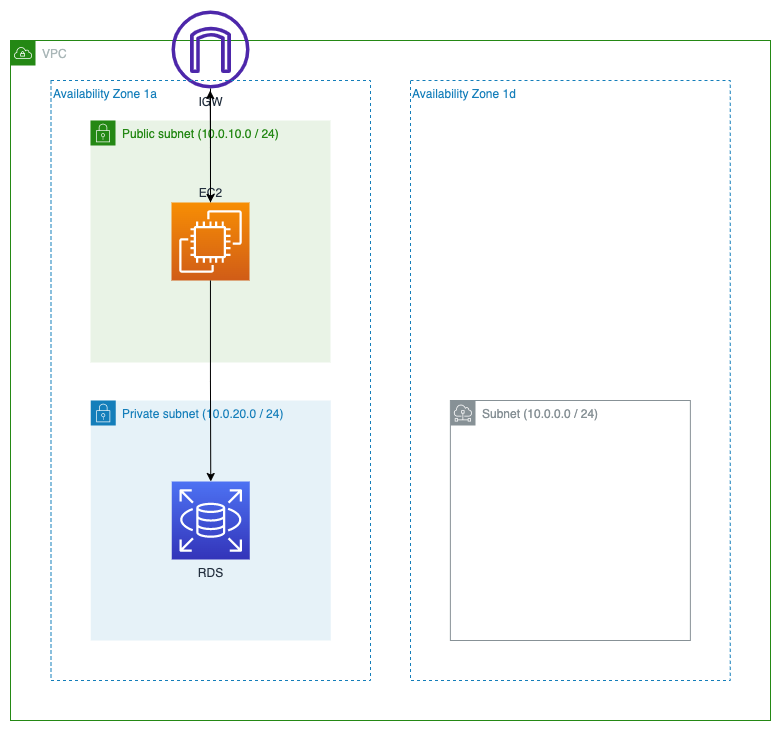 VPC
Availability Zone 1a
Availability Zone 1d
IGW
Public subnet (10.0.10.0 / 24)
EC2
Private subnet (10.0.20.0 / 24)
Subnet (10.0.0.0 / 24)
RDS